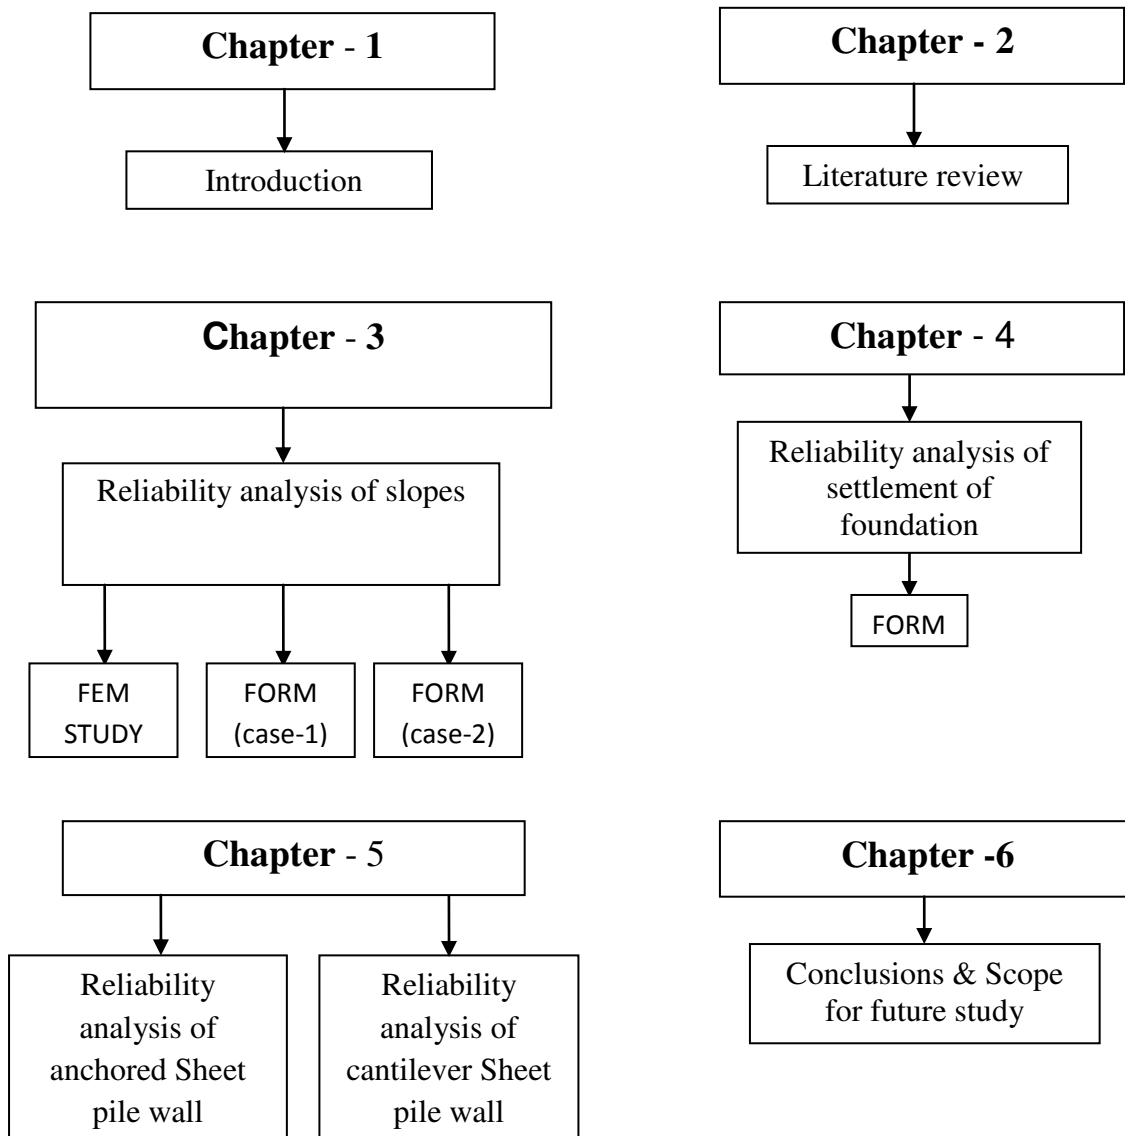 Chapter - 1
Introduction
Chapter - 2
Literature review
Chapter - 3
Reliability analysis of slopes
FEM
STUDY
FORM
(case-1)
FORM
(case-2)
Chapter - 4
Reliability analysis of
settlement of
foundation
FORM
Chapter - 5
Reliability
analysis of
anchored Sheet
pile wall
Reliability
analysis of
cantilever Sheet
pile wall
Chapter -6
Conclusions & Scope
for future study